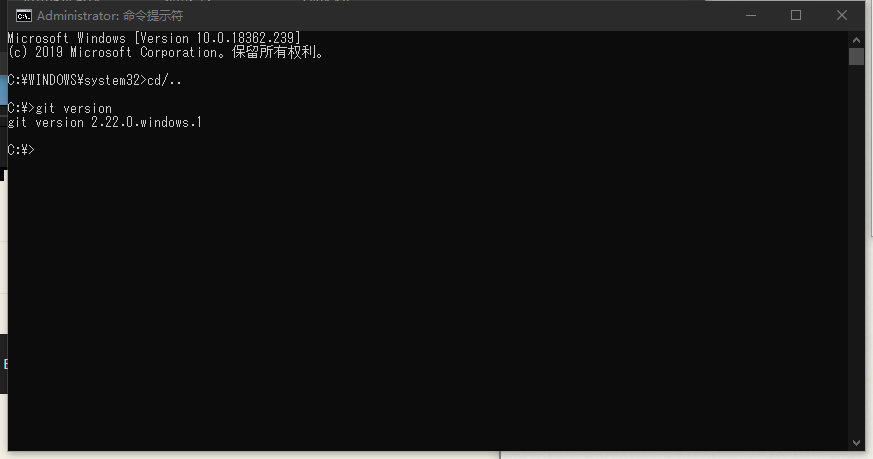 Administrator: 命令提示符
Microsoft Windows [Version 10.0.18362.239]
(c) 2019 Microsoft Corporation。保留所有权利。
C:¥WINDOWS¥system32>cd/..
C:¥>git version
git version 2.22.0.windows.1
C:¥>